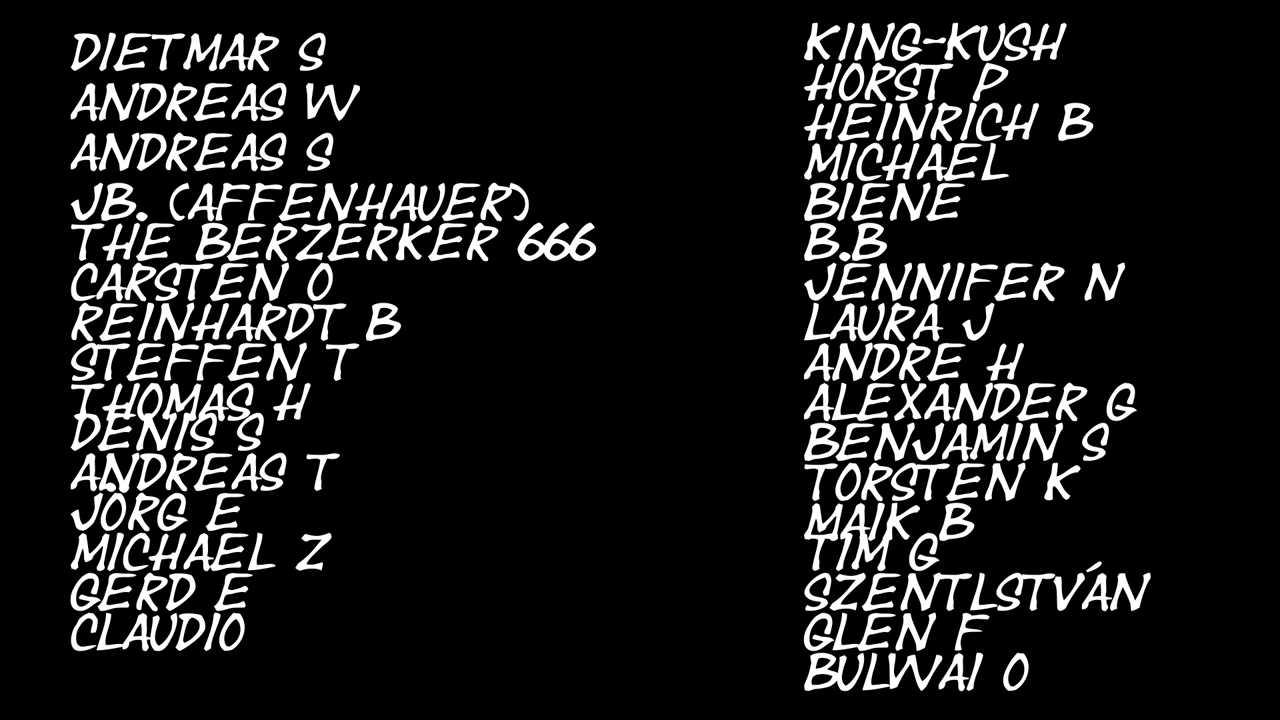 DIETMAR S
ANDREAS W
ANDREAS S
JB. (AFFENHAUER)
THE BERZERKER 666
CARSTEN O
REINHARDT B
STEFFEN T
THOMAS H
DENIS S
ANDREAS T
JÖRG E
MICHAEL Z
GERD E
CLAUDIO
KING-KUSH
HORST P
HEINRICH B
MICHAEL
BIENE
B.B
JENNIFER N
LAURA J
ANDRE H
ALEXANDER G
BENJAMIN S
TORSTEN K
MAIK B
TIM G
SZENTLSTVÁN
GLEN F
BULWAI O